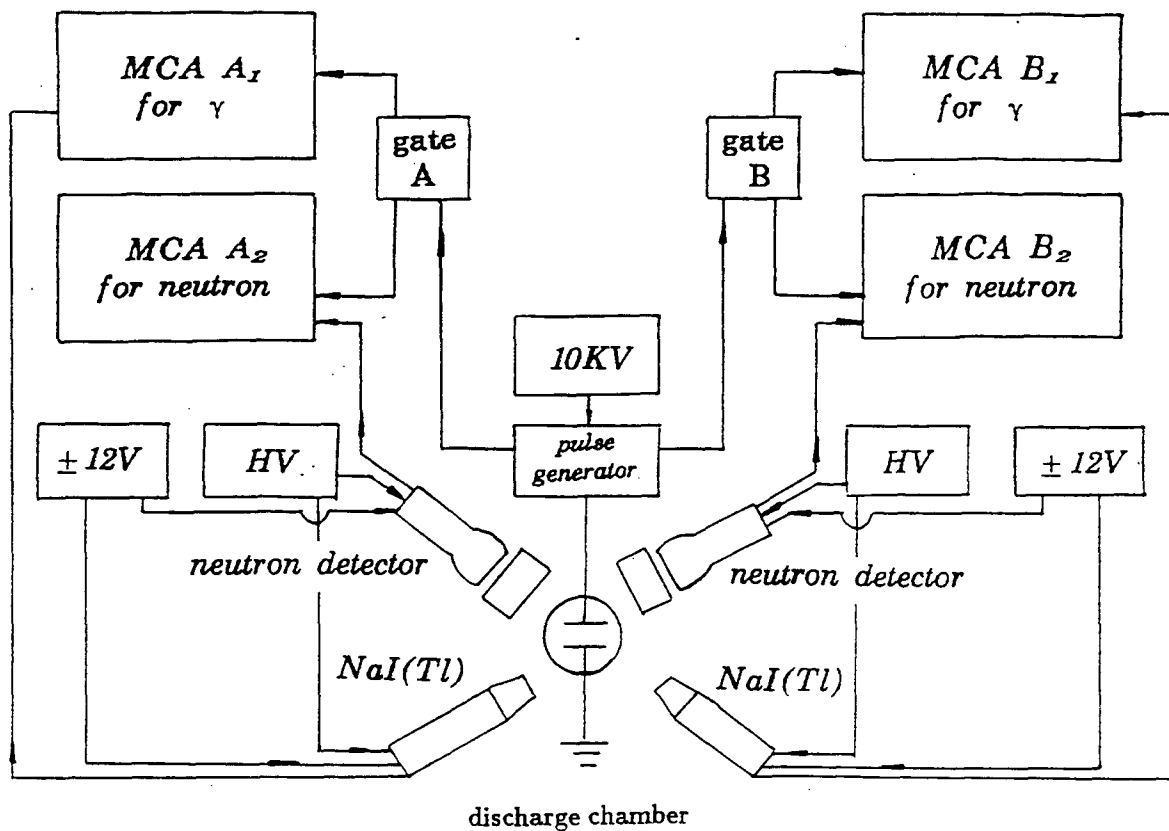 MCA A₁
for γ
gate
A
MCA A₂
for neutron
MCA B₁
for γ
gate
B
MCA B₂
for neutron
10KV
pulse
generator
± 12V
HV
HV
± 12V
neutron detector
neutron detector
NaI(Tl)
NaI(Tl)
discharge chamber